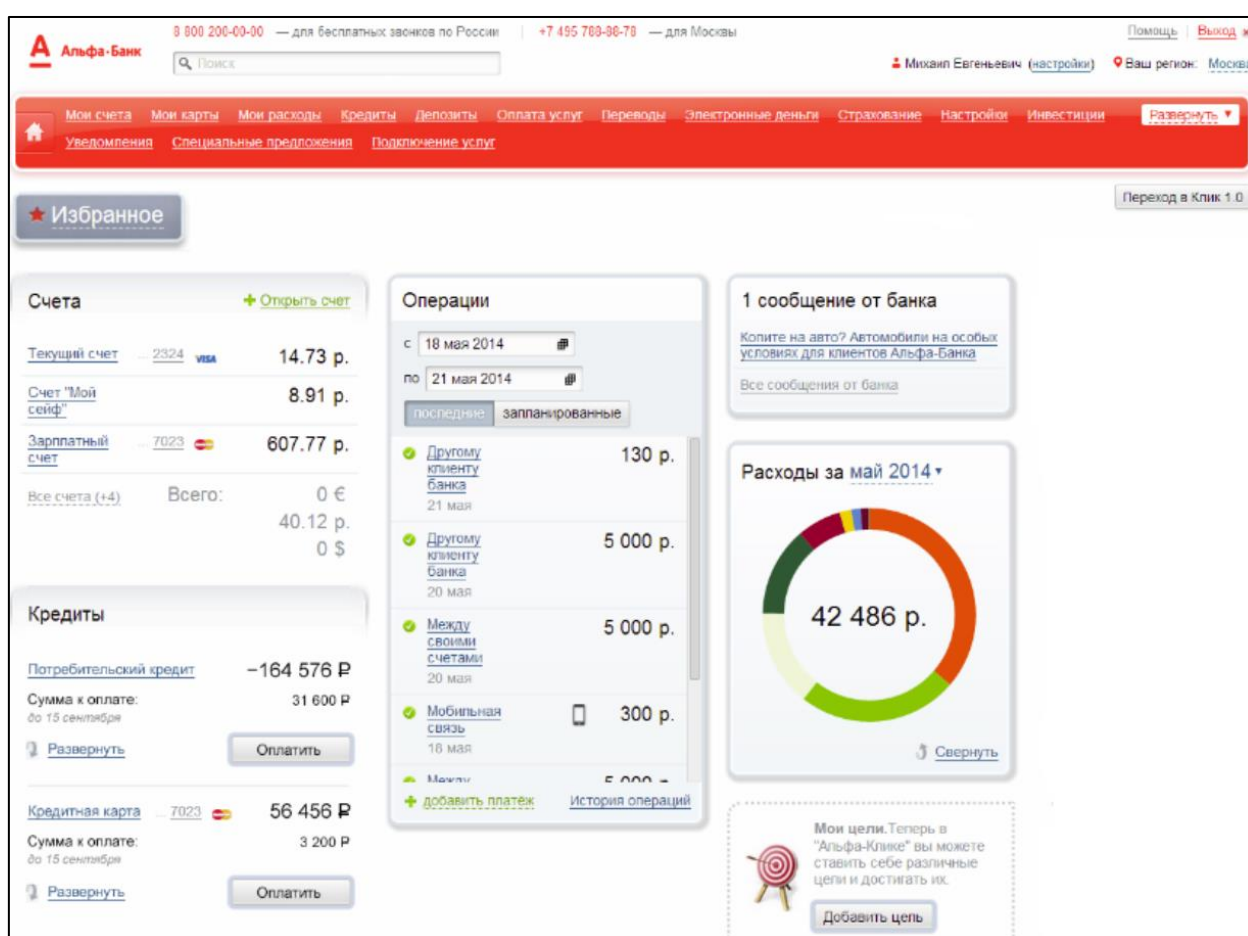 8 800 200-00-00 — для бесплатных звонков по России
+7 495 788-88-78 — для Москвы
Помощь
Выход
Альфа·Банк
Поиск
Михаил Евгеньевич (настройки)
Ваш регион: Москва
Мои счета Мои карты Мои расходы Кредиты Депозиты Оплата услуг Переводы Электронные деньги Страхование Настройки Инвестиции
Развернуть
Уведомления Специальные предложения Подключение услуг
Избранное
Переход в Клик 1.0
Счета
+ Открыть счет
Текущий счет ... 2324 VISA 14.73 р.
Счет "Мой
сейф"
8.91 р.
Зарплатный
счет
... 7023 607.77 р.
Все счета (+4) Всего: 0 €
40.12 р.
0 $
Кредиты
Потребительский кредит −164 576 ₽
Сумма к оплате: 31 600 ₽
до 15 сентября
Развернуть
Оплатить
Кредитная карта ... 7023 56 456 ₽
Сумма к оплате: 3 200 ₽
до 15 сентября
Развернуть
Оплатить
Операции
с 18 мая 2014
по 21 мая 2014
последние запланированные
Другому
клиенту
банка
130 р.
21 мая
Другому
клиенту
банка
5 000 р.
20 мая
Между
своими
счетами
5 000 р.
20 мая
Мобильная
связь
300 р.
18 мая
Между
5 000 р.
+ добавить платёж
История операций
1 сообщение от банка
Копите на авто? Автомобили на особых
условиях для клиентов Альфа-Банка
Все сообщения от банка
Расходы за май 2014
42 486 р.
Свернуть
Мои цели.Теперь в
"Альфа-Клике" вы можете
ставить себе различные
цели и достигать их.
Добавить цель